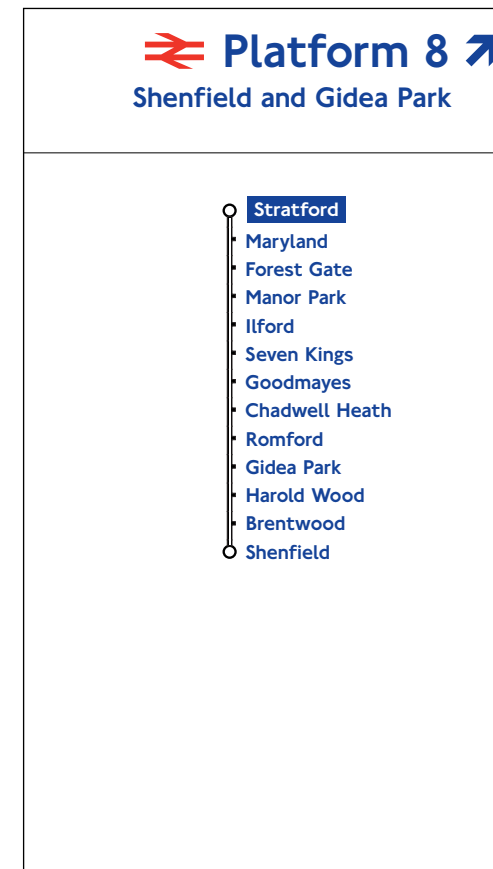 Platform 8
Shenfield and Gidea Park
Stratford
Maryland
Forest Gate
Manor Park
Ilford
Seven Kings
Goodmayes
Chadwell Heath
Romford
Gidea Park
Harold Wood
Brentwood
Shenfield